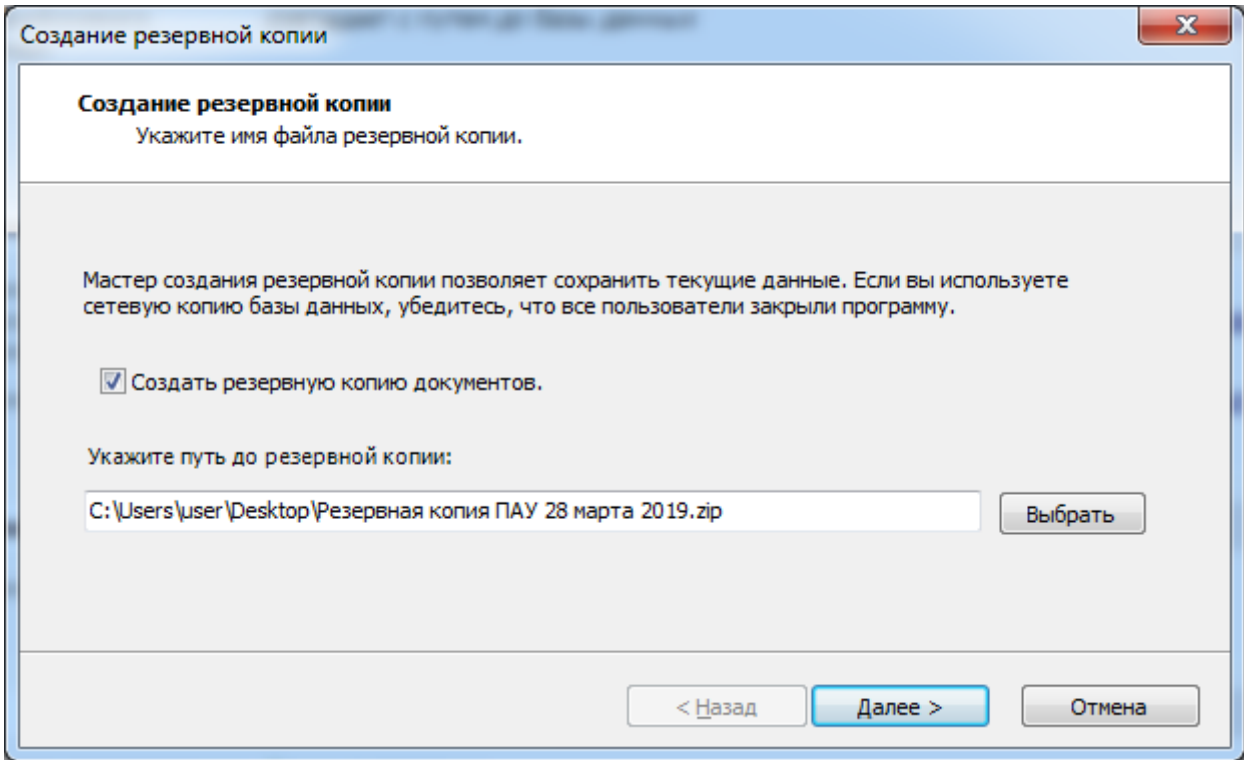 Создание резервной копии
Создание резервной копии
Укажите имя файла резервной копии.
Мастер создания резервной копии позволяет сохранить текущие данные. Если вы используете
сетевую копию базы данных, убедитесь, что все пользователи закрыли программу.
Создать резервную копию документов.
Укажите путь до резервной копии:
C:\Users\user\Desktop\Резервная копия ПАУ 28 марта 2019.zip
Выбрать
< Назад
Далее >
Отмена